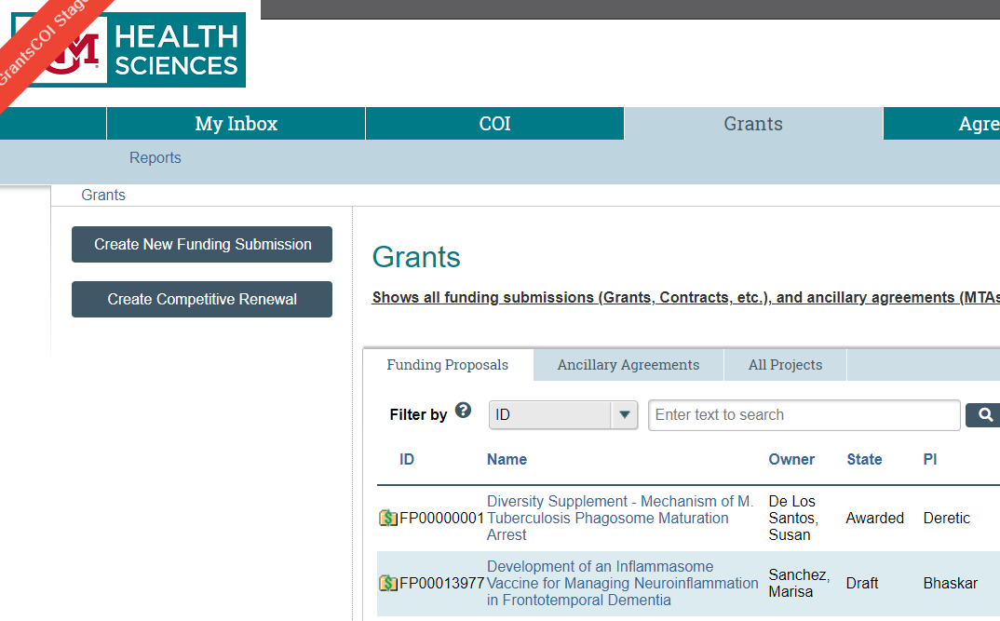 GrantsCOI Stage
HEALTH
SCIENCES
My Inbox
COI
Grants
Agre
Reports
Grants
Create New Funding Submission
Create Competitive Renewal
Grants
Shows all funding submissions (Grants, Contracts, etc.), and ancillary agreements (MTAs
Funding Proposals
Ancillary Agreements
All Projects
Filter by
ID
Enter text to search
ID Name Owner State PI
FP00000001 Diversity Supplement - Mechanism of M.
Tuberculosis Phagosome Maturation
Arrest
De Los
Santos,
Susan
Awarded
Deretic
FP00013977 Development of an Inflammasome
Vaccine for Managing Neuroinflammation
in Frontotemporal Dementia
Sanchez,
Marisa
Draft
Bhaskar